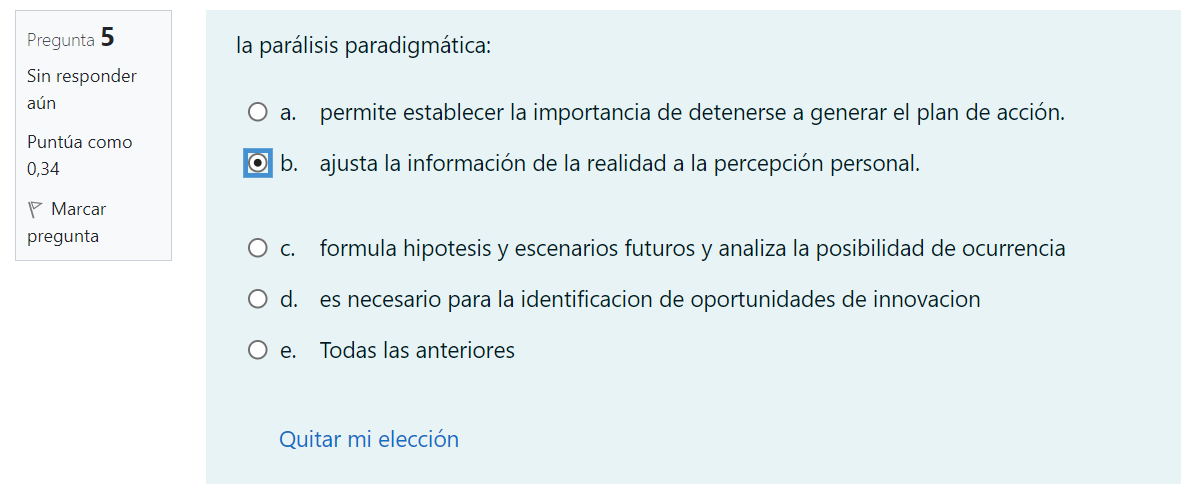 Pregunta 5
Sin responder
aún
Puntúa como
0,34
Marcar
pregunta
la parálisis paradigmática:
a. permite establecer la importancia de detenerse a generar el plan de acción.
b. ajusta la información de la realidad a la percepción personal.
c. formula hipotesis y escenarios futuros y analiza la posibilidad de ocurrencia
d. es necesario para la identificacion de oportunidades de innovacion
e. Todas las anteriores
Quitar mi elección